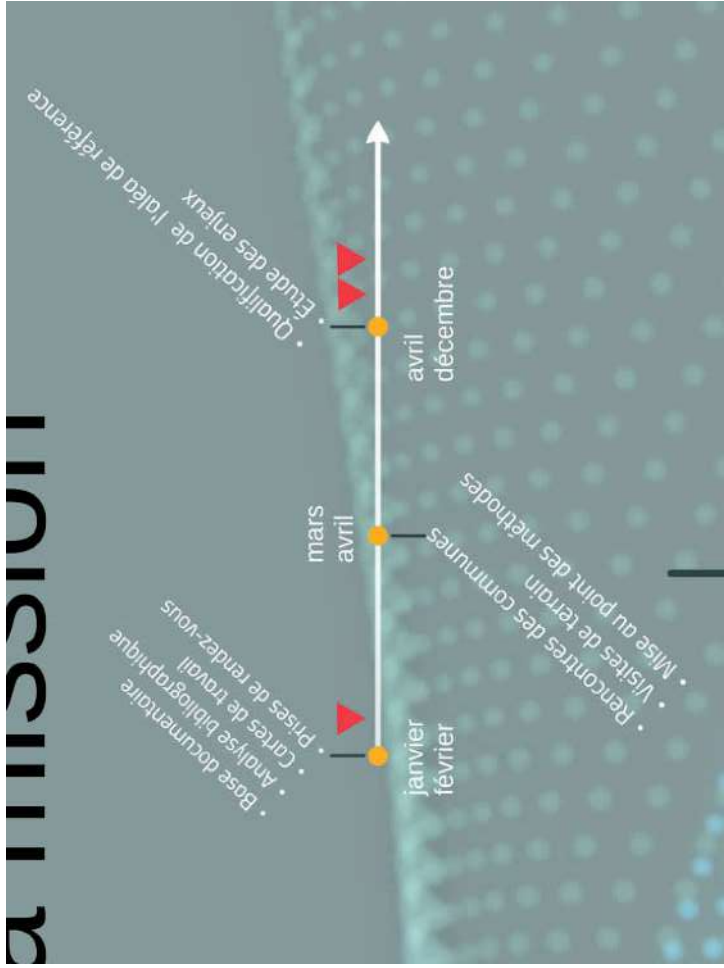 a mission
• Base documentaire
• Analyse bibliographique
• Cartes de travail
• Prises de rendez-vous
janvier
février
mars
avril
• Rencontres des communes
• Visites de terrain
• Mise au point des méthodes
• Qualification de l'aléa de référence
• Étude des enjeux
avril
décembre